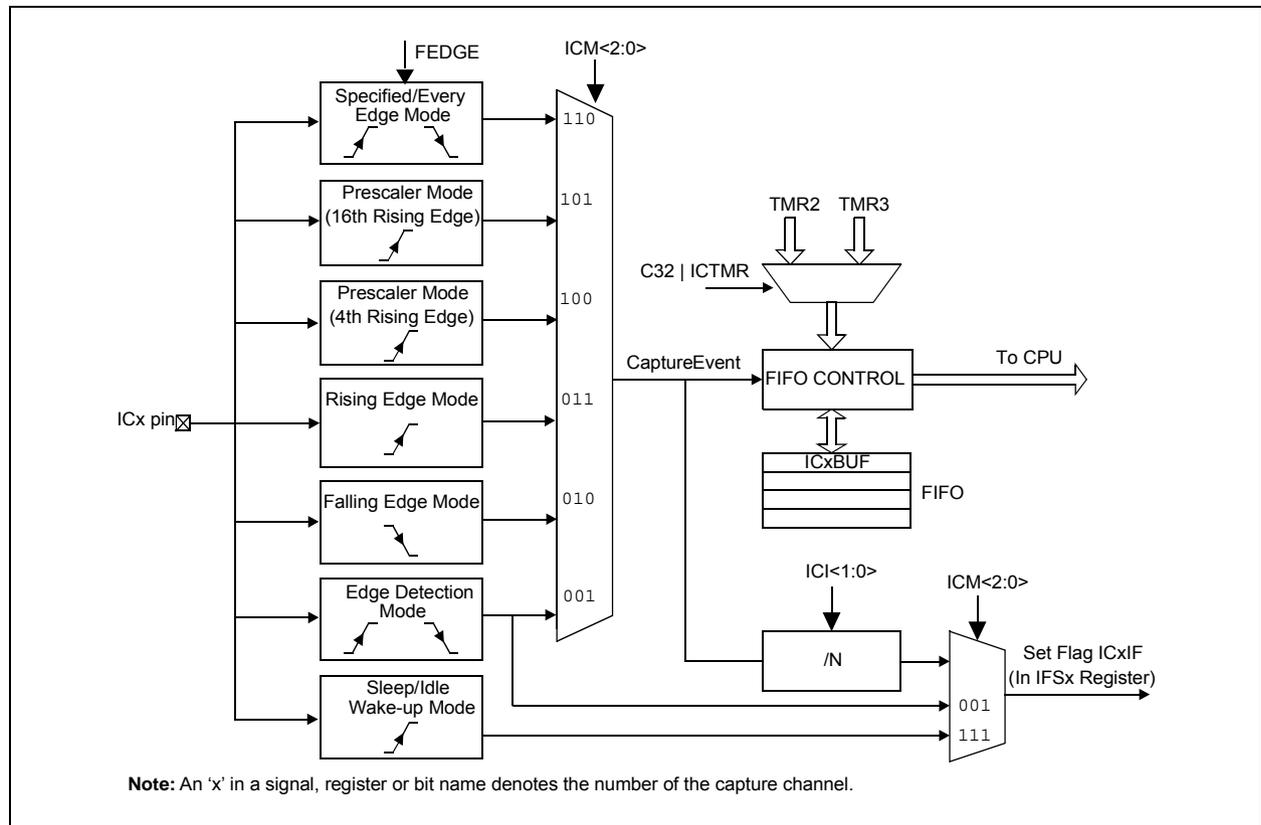 FEDGE
ICM<2:0>
Specified/Every
Edge Mode
110
Prescaler Mode
(16th Rising Edge)
101
TMR2
TMR3
C32 | ICTMR
Prescaler Mode
(4th Rising Edge)
100
CaptureEvent
FIFO CONTROL
To CPU
ICx pin
Rising Edge Mode
011
ICxBUF
FIFO
Falling Edge Mode
010
ICI<1:0>
ICM<2:0>
Edge Detection
Mode
001
/N
Set Flag ICxIF
(In IFSx Register)
Sleep/Idle
Wake-up Mode
001
111
Note: An ‘x’ in a signal, register or bit name denotes the number of the capture channel.